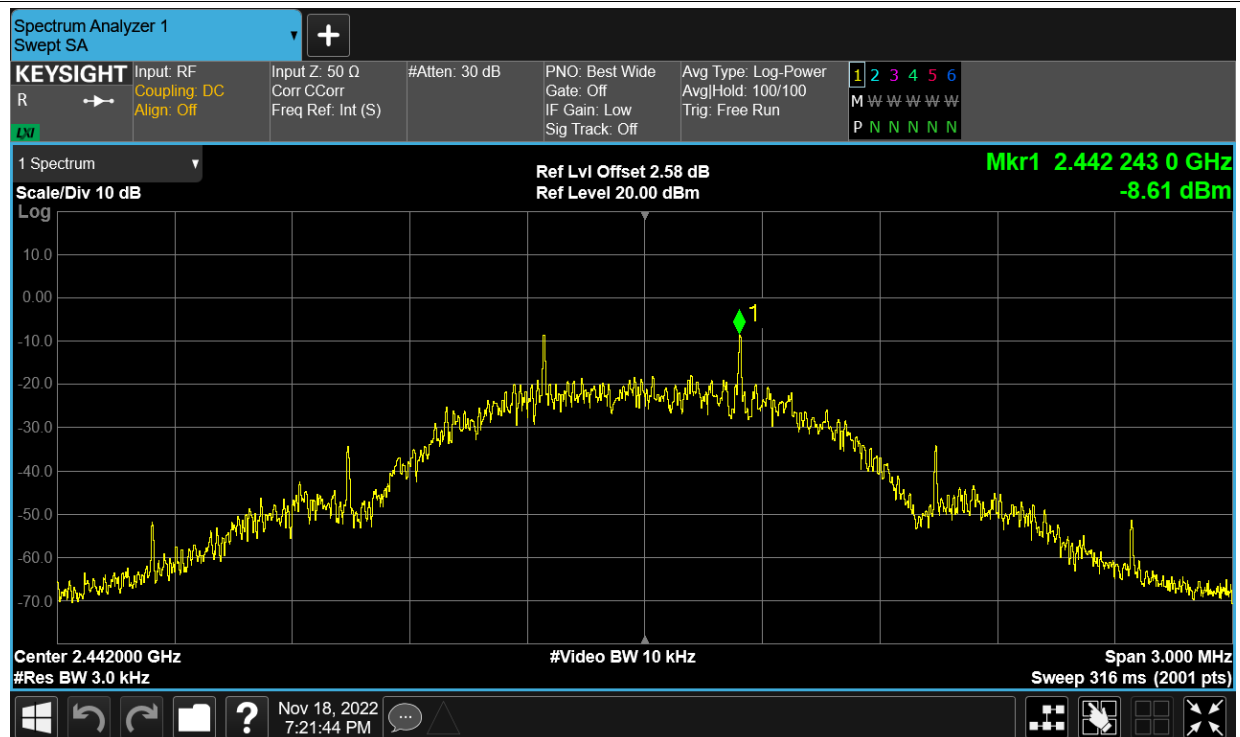 Spectrum Analyzer 1
Swept SA
KEYSIGHT
R
LXI
Input: RF
Coupling: DC
Align: Off
Input Z: 50 Ω
Corr CCorr
Freq Ref: Int (S)
#Atten: 30 dB
PNO: Best Wide
Gate: Off
IF Gain: Low
Sig Track: Off
Avg Type: Log-Power
Avg|Hold: 100/100
Trig: Free Run
1 2 3 4 5 6
M W W W W W
P N N N N N
1 Spectrum
Scale/Div 10 dB
Log
Ref Lvl Offset 2.58 dB
Ref Level 20.00 dBm
Mkr1 2.442 243 0 GHz
-8.61 dBm
10.0
0.00
1
-10.0
-20.0
-30.0
-40.0
-50.0
-60.0
-70.0
Center 2.442000 GHz
#Res BW 3.0 kHz
#Video BW 10 kHz
Span 3.000 MHz
Sweep 316 ms (2001 pts)
?
Nov 18, 2022
7:21:44 PM